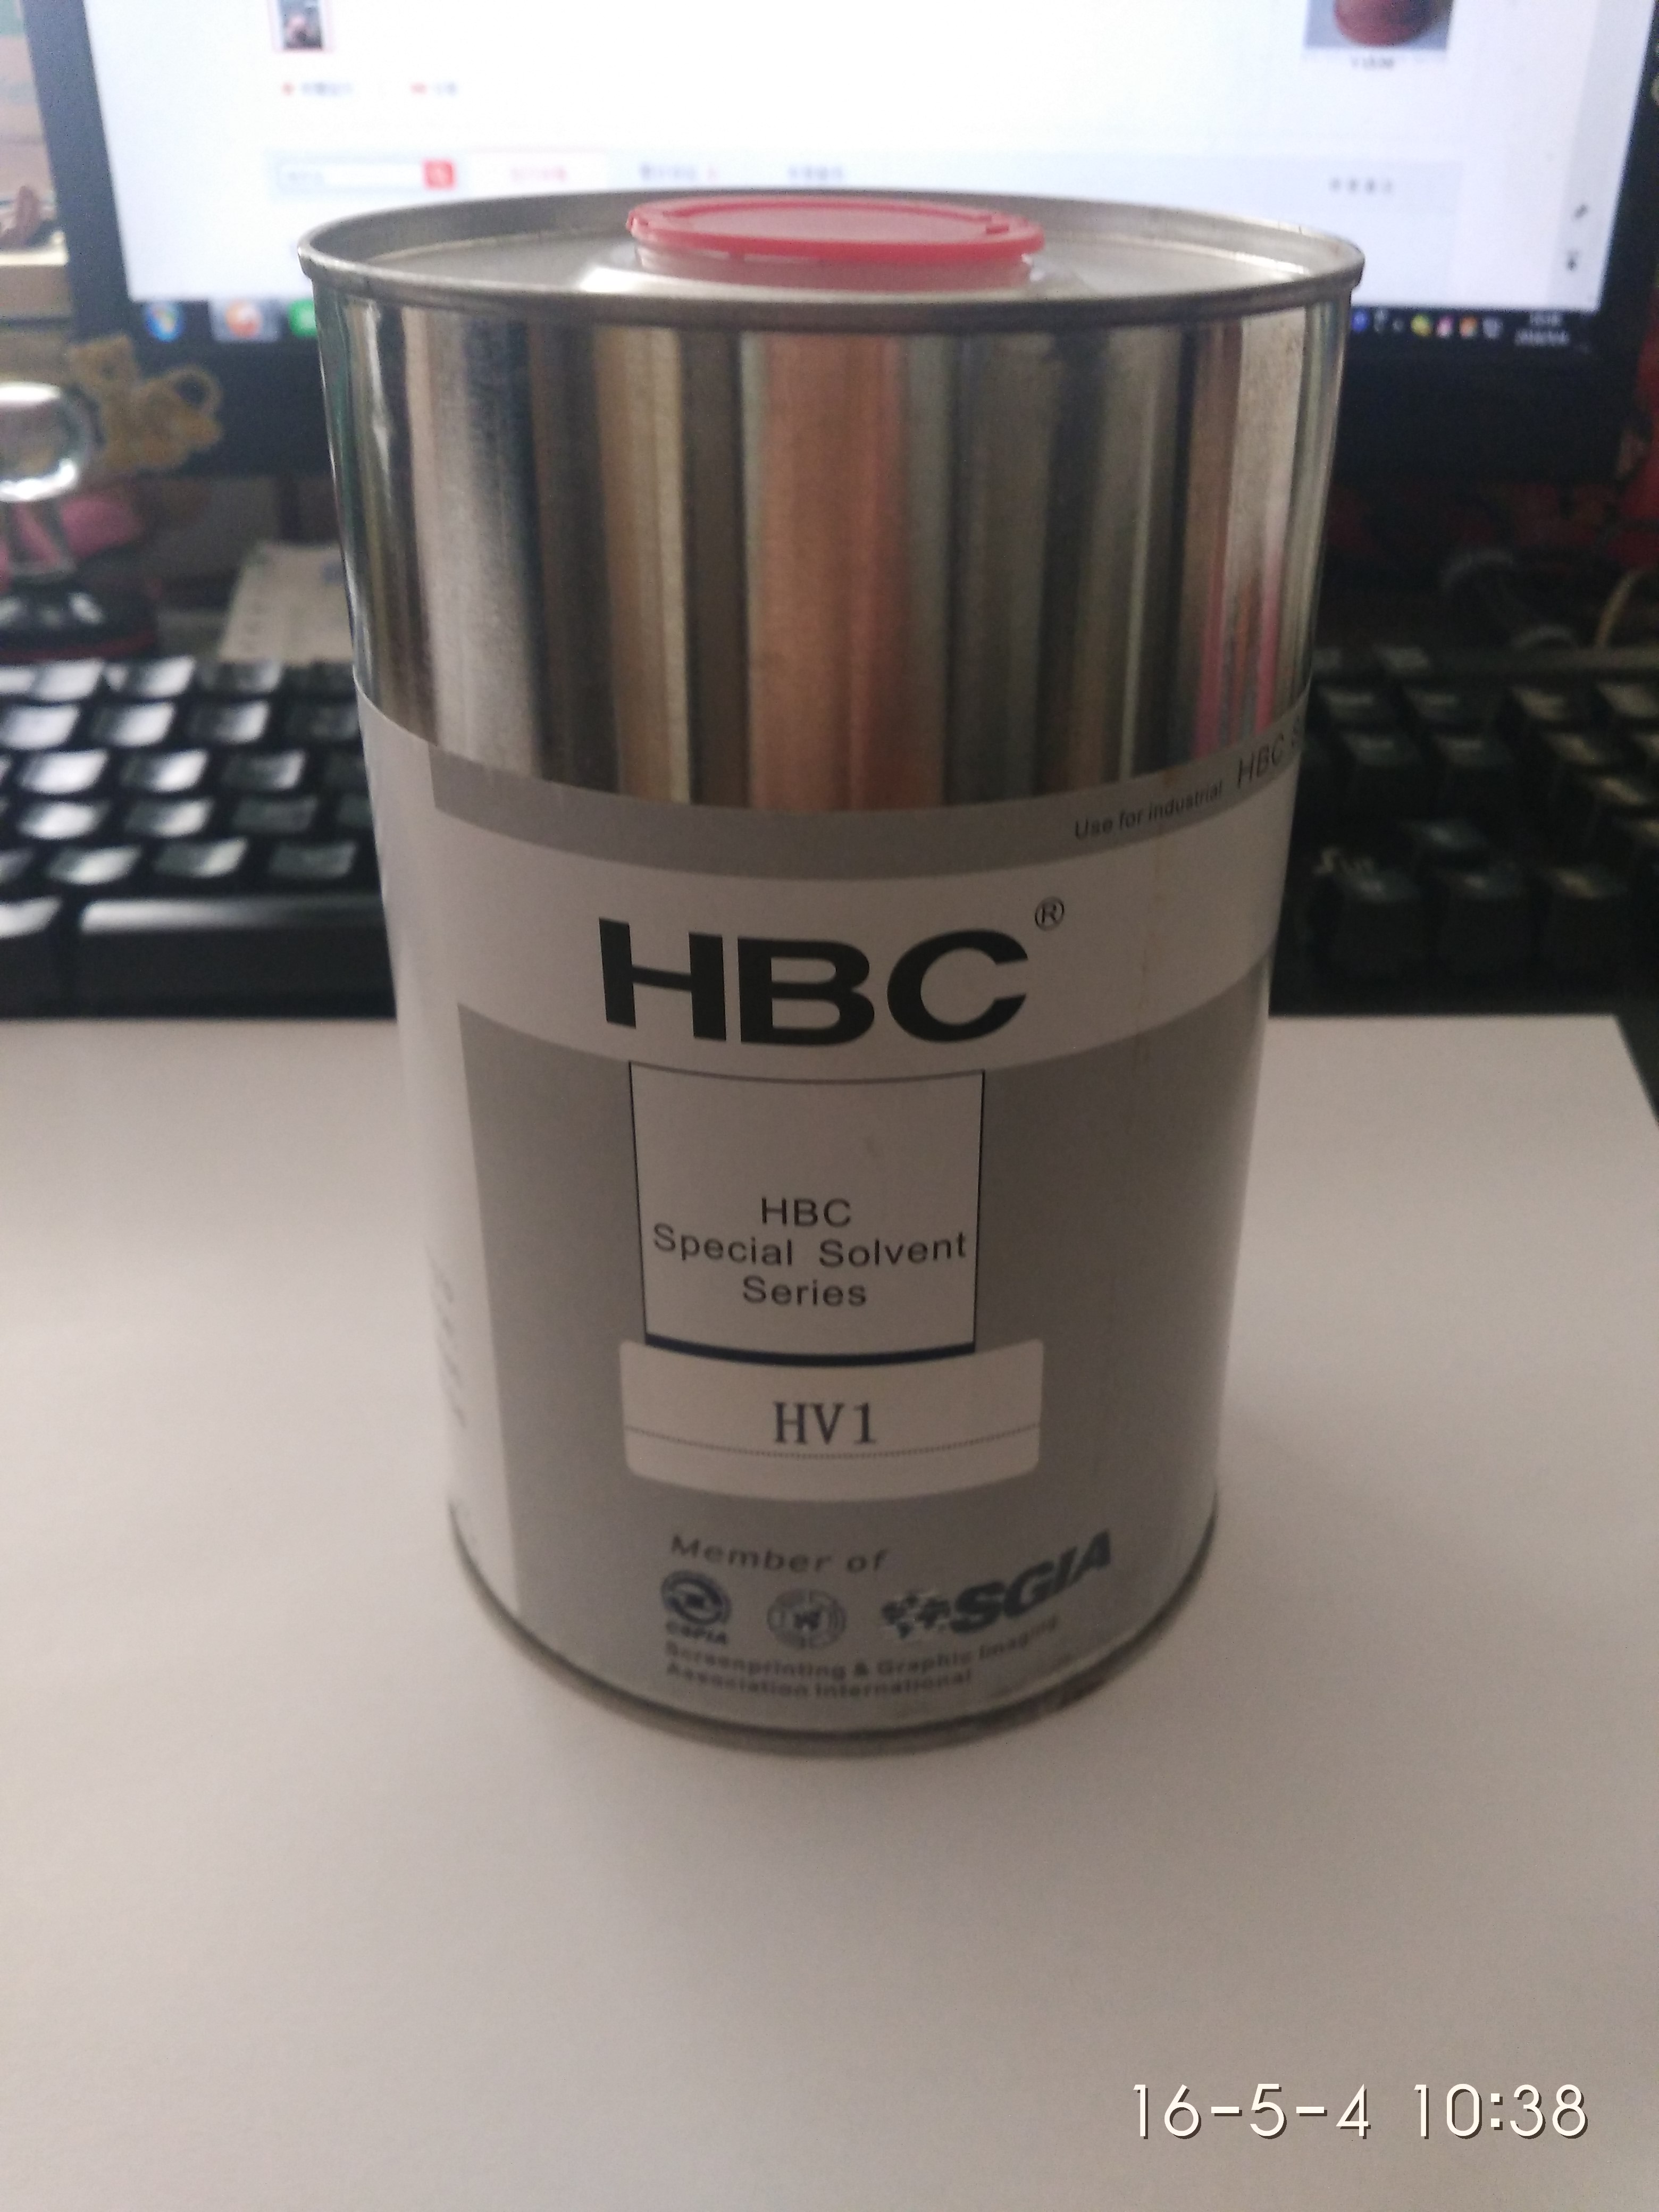 Use for industrial HBC S
HBC®
HBC
Special Solvent
Series
HV1
Member of
CSPIA
SGIA
Screenprinting & Graphic Imaging
Association International
16-5-4 10:38